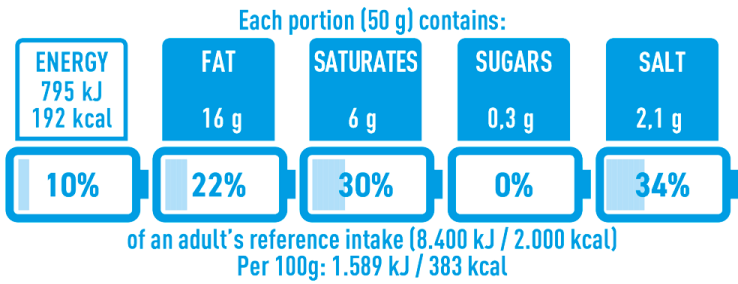 Each portion (50 g) contains:
ENERGY FAT SATURATES SUGARS SALT
795 kJ
192 kcal 16 g 6 g 0,3 g 2,1 g
10% 22% 30% 0% 34%
of an adult's reference intake (8.400 kJ / 2.000 kcal)
Per 100g: 1.589 kJ / 383 kcal